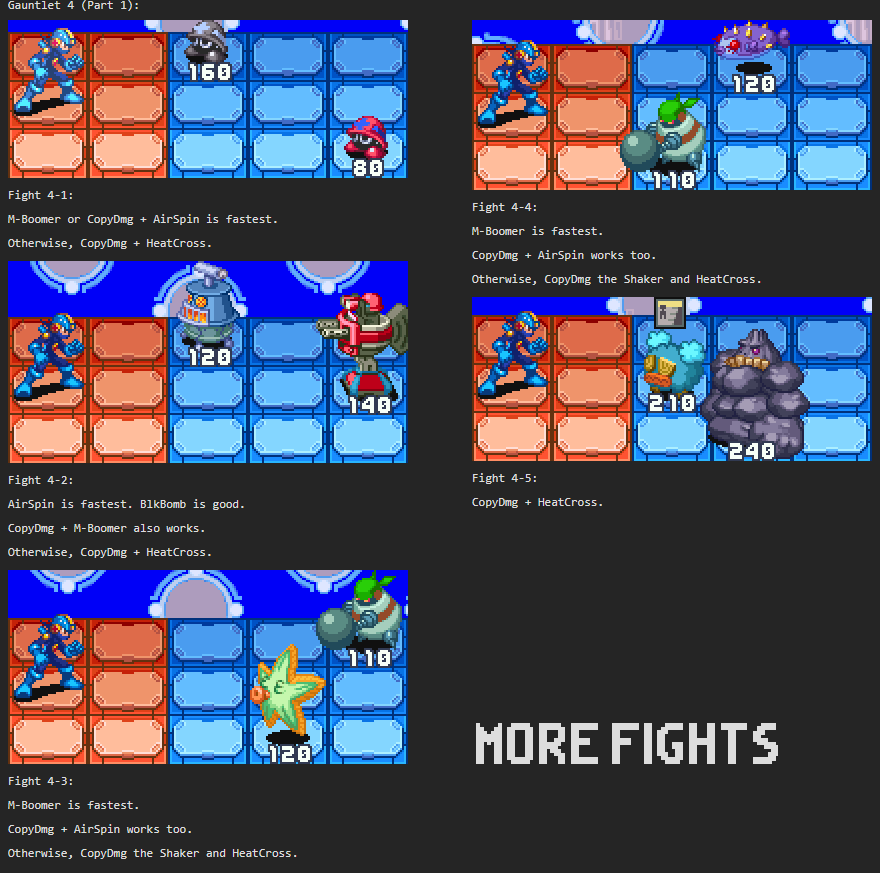 Gauntlet 4 (Part 1):
160
80
Fight 4-1:
M-Boomer or CopyDmg + AirSpin is fastest.
Otherwise, CopyDmg + HeatCross.
120
140
Fight 4-2:
AirSpin is fastest. BlkBomb is good.
CopyDmg + M-Boomer also works.
Otherwise, CopyDmg + HeatCross.
110
120
Fight 4-3:
M-Boomer is fastest.
CopyDmg + AirSpin works too.
Otherwise, CopyDmg the Shaker and HeatCross.
120
110
Fight 4-4:
M-Boomer is fastest.
CopyDmg + AirSpin works too.
Otherwise, CopyDmg the Shaker and HeatCross.
210
240
Fight 4-5:
CopyDmg + HeatCross.
MORE FIGHTS